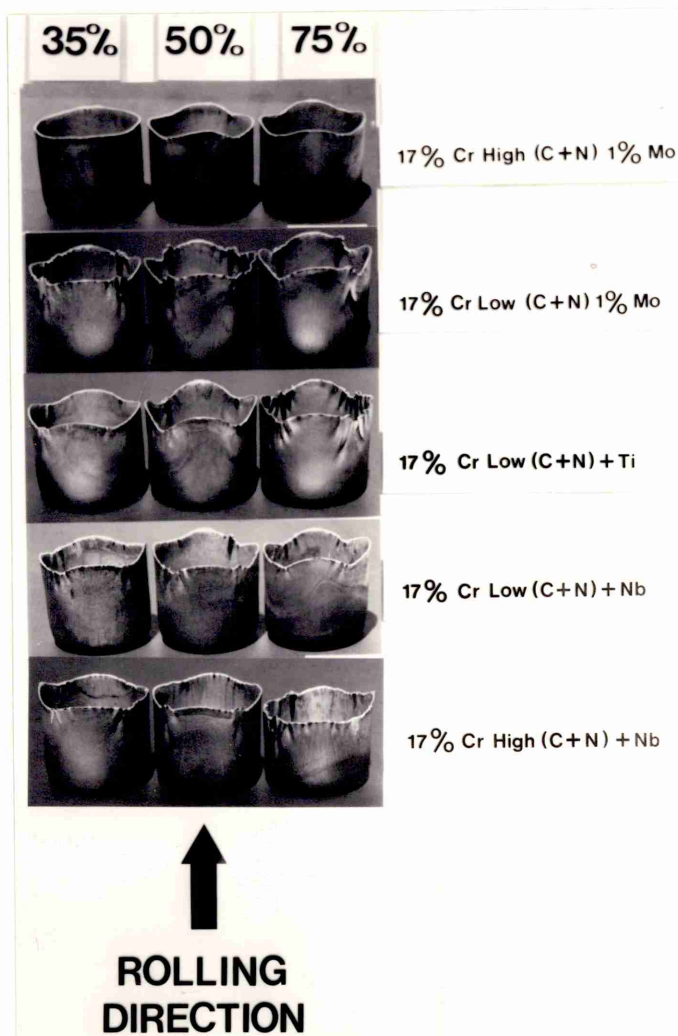 35% 50% 75%
17% Cr High (C+N) 1% Mo
17% Cr Low (C+N) 1% Mo
17% Cr Low (C+N) + Ti
17% Cr Low (C+N) + Nb
17% Cr High (C+N) + Nb
ROLLING
DIRECTION